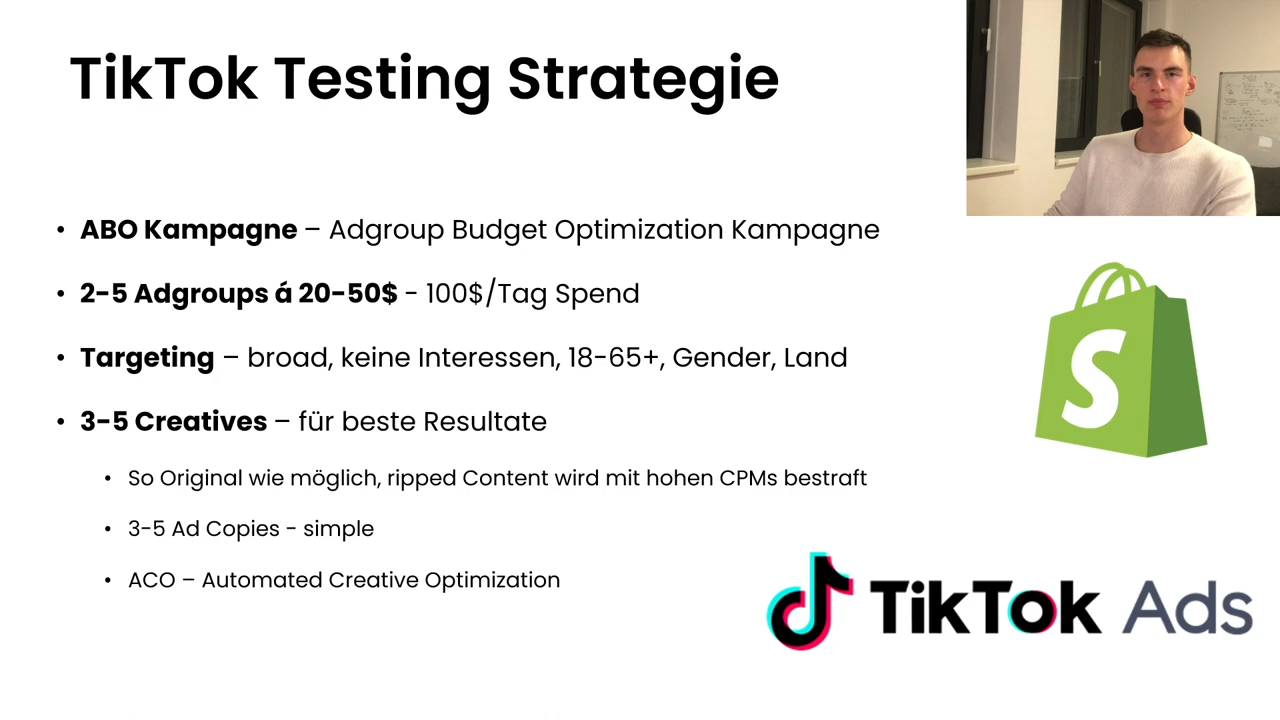 TikTok Testing Strategie
• ABO Kampagne – Adgroup Budget Optimization Kampagne
• 2-5 Adgroups á 20-50$ - 100$/Tag Spend
• Targeting – broad, keine Interessen, 18-65+, Gender, Land
• 3-5 Creatives – für beste Resultate
• So Original wie möglich, ripped Content wird mit hohen CPMs bestraft
• 3-5 Ad Copies - simple
• ACO – Automated Creative Optimization
S
TikTok Ads